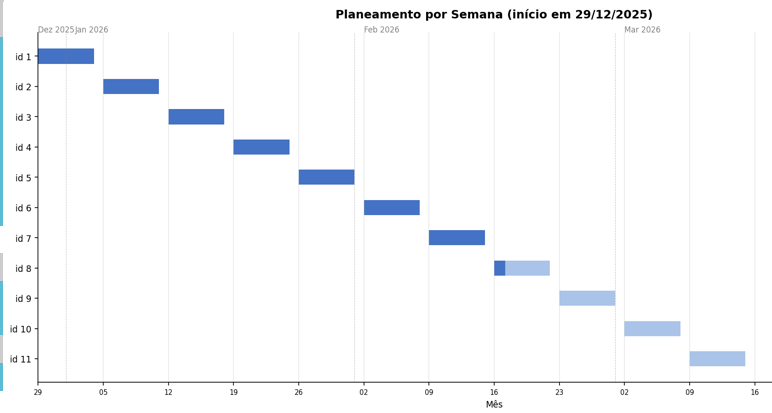 Planeamento por Semana (início em 29/12/2025)
Dez 2025 Jan 2026 Feb 2026 Mar 2026
id 1
id 2
id 3
id 4
id 5
id 6
id 7
id 8
id 9
id 10
id 11
29 05 12 19 26 02 09 16 23 02 09 16
Mês